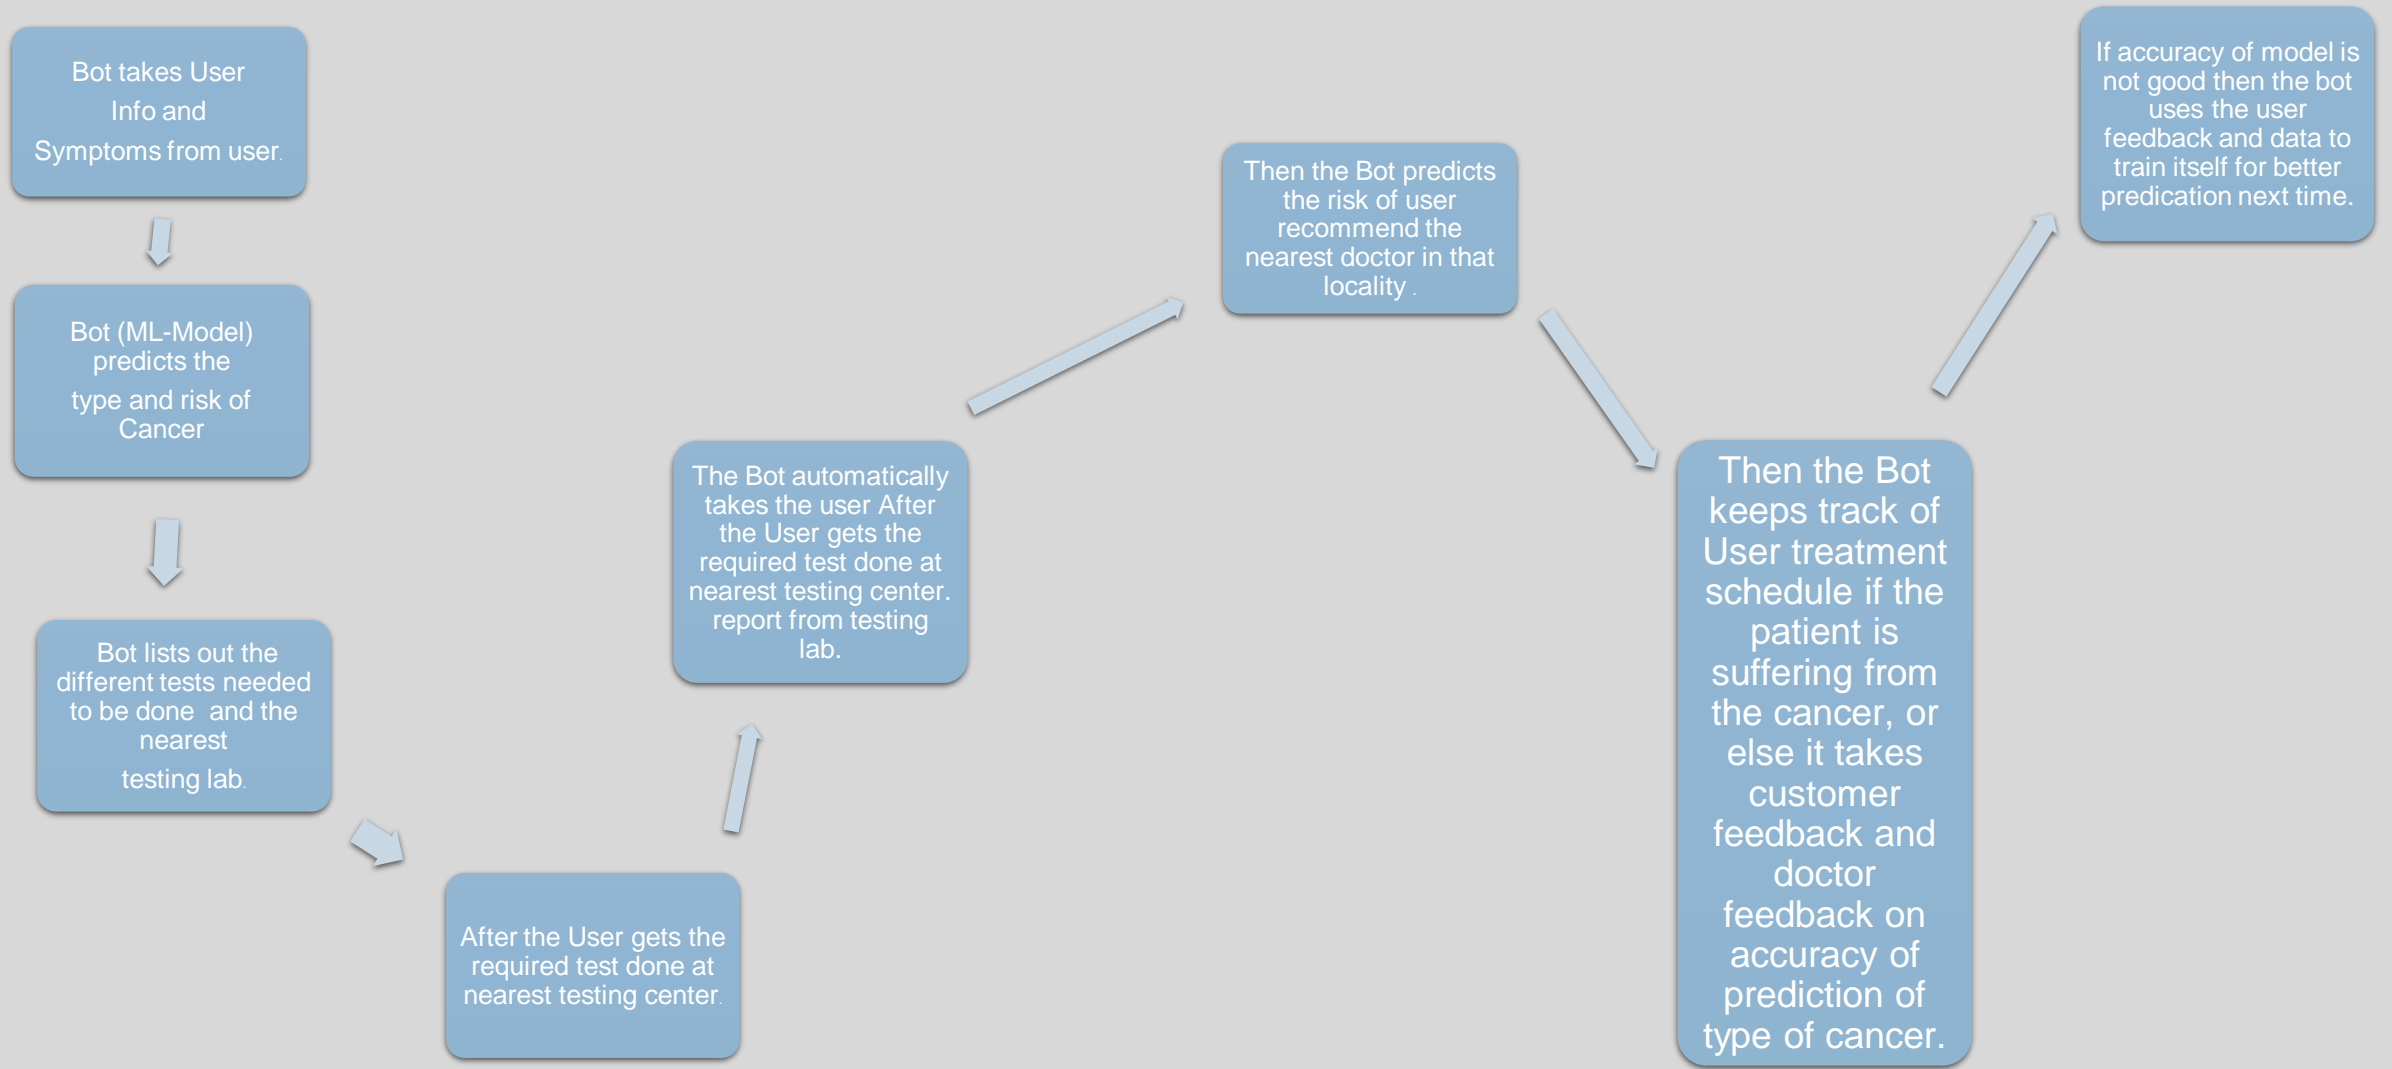 Bot takes User
Info and
Symptoms from user.
Bot (ML-Model)
predicts the
type and risk of
Cancer
Bot lists out the
different tests needed
to be done and the
nearest
testing lab.
After the User gets the
required test done at
nearest testing center.
The Bot automatically
takes the user After
the User gets the
required test done at
nearest testing center.
report from testing
lab.
Then the Bot predicts
the risk of user
recommend the
nearest doctor in that
locality .
Then the Bot
keeps track of
User treatment
schedule if the
patient is
suffering from
the cancer, or
else it takes
customer
feedback and
doctor
feedback on
accuracy of
prediction of
type of cancer.
If accuracy of model is
not good then the bot
uses the user
feedback and data to
train itself for better
predication next time.